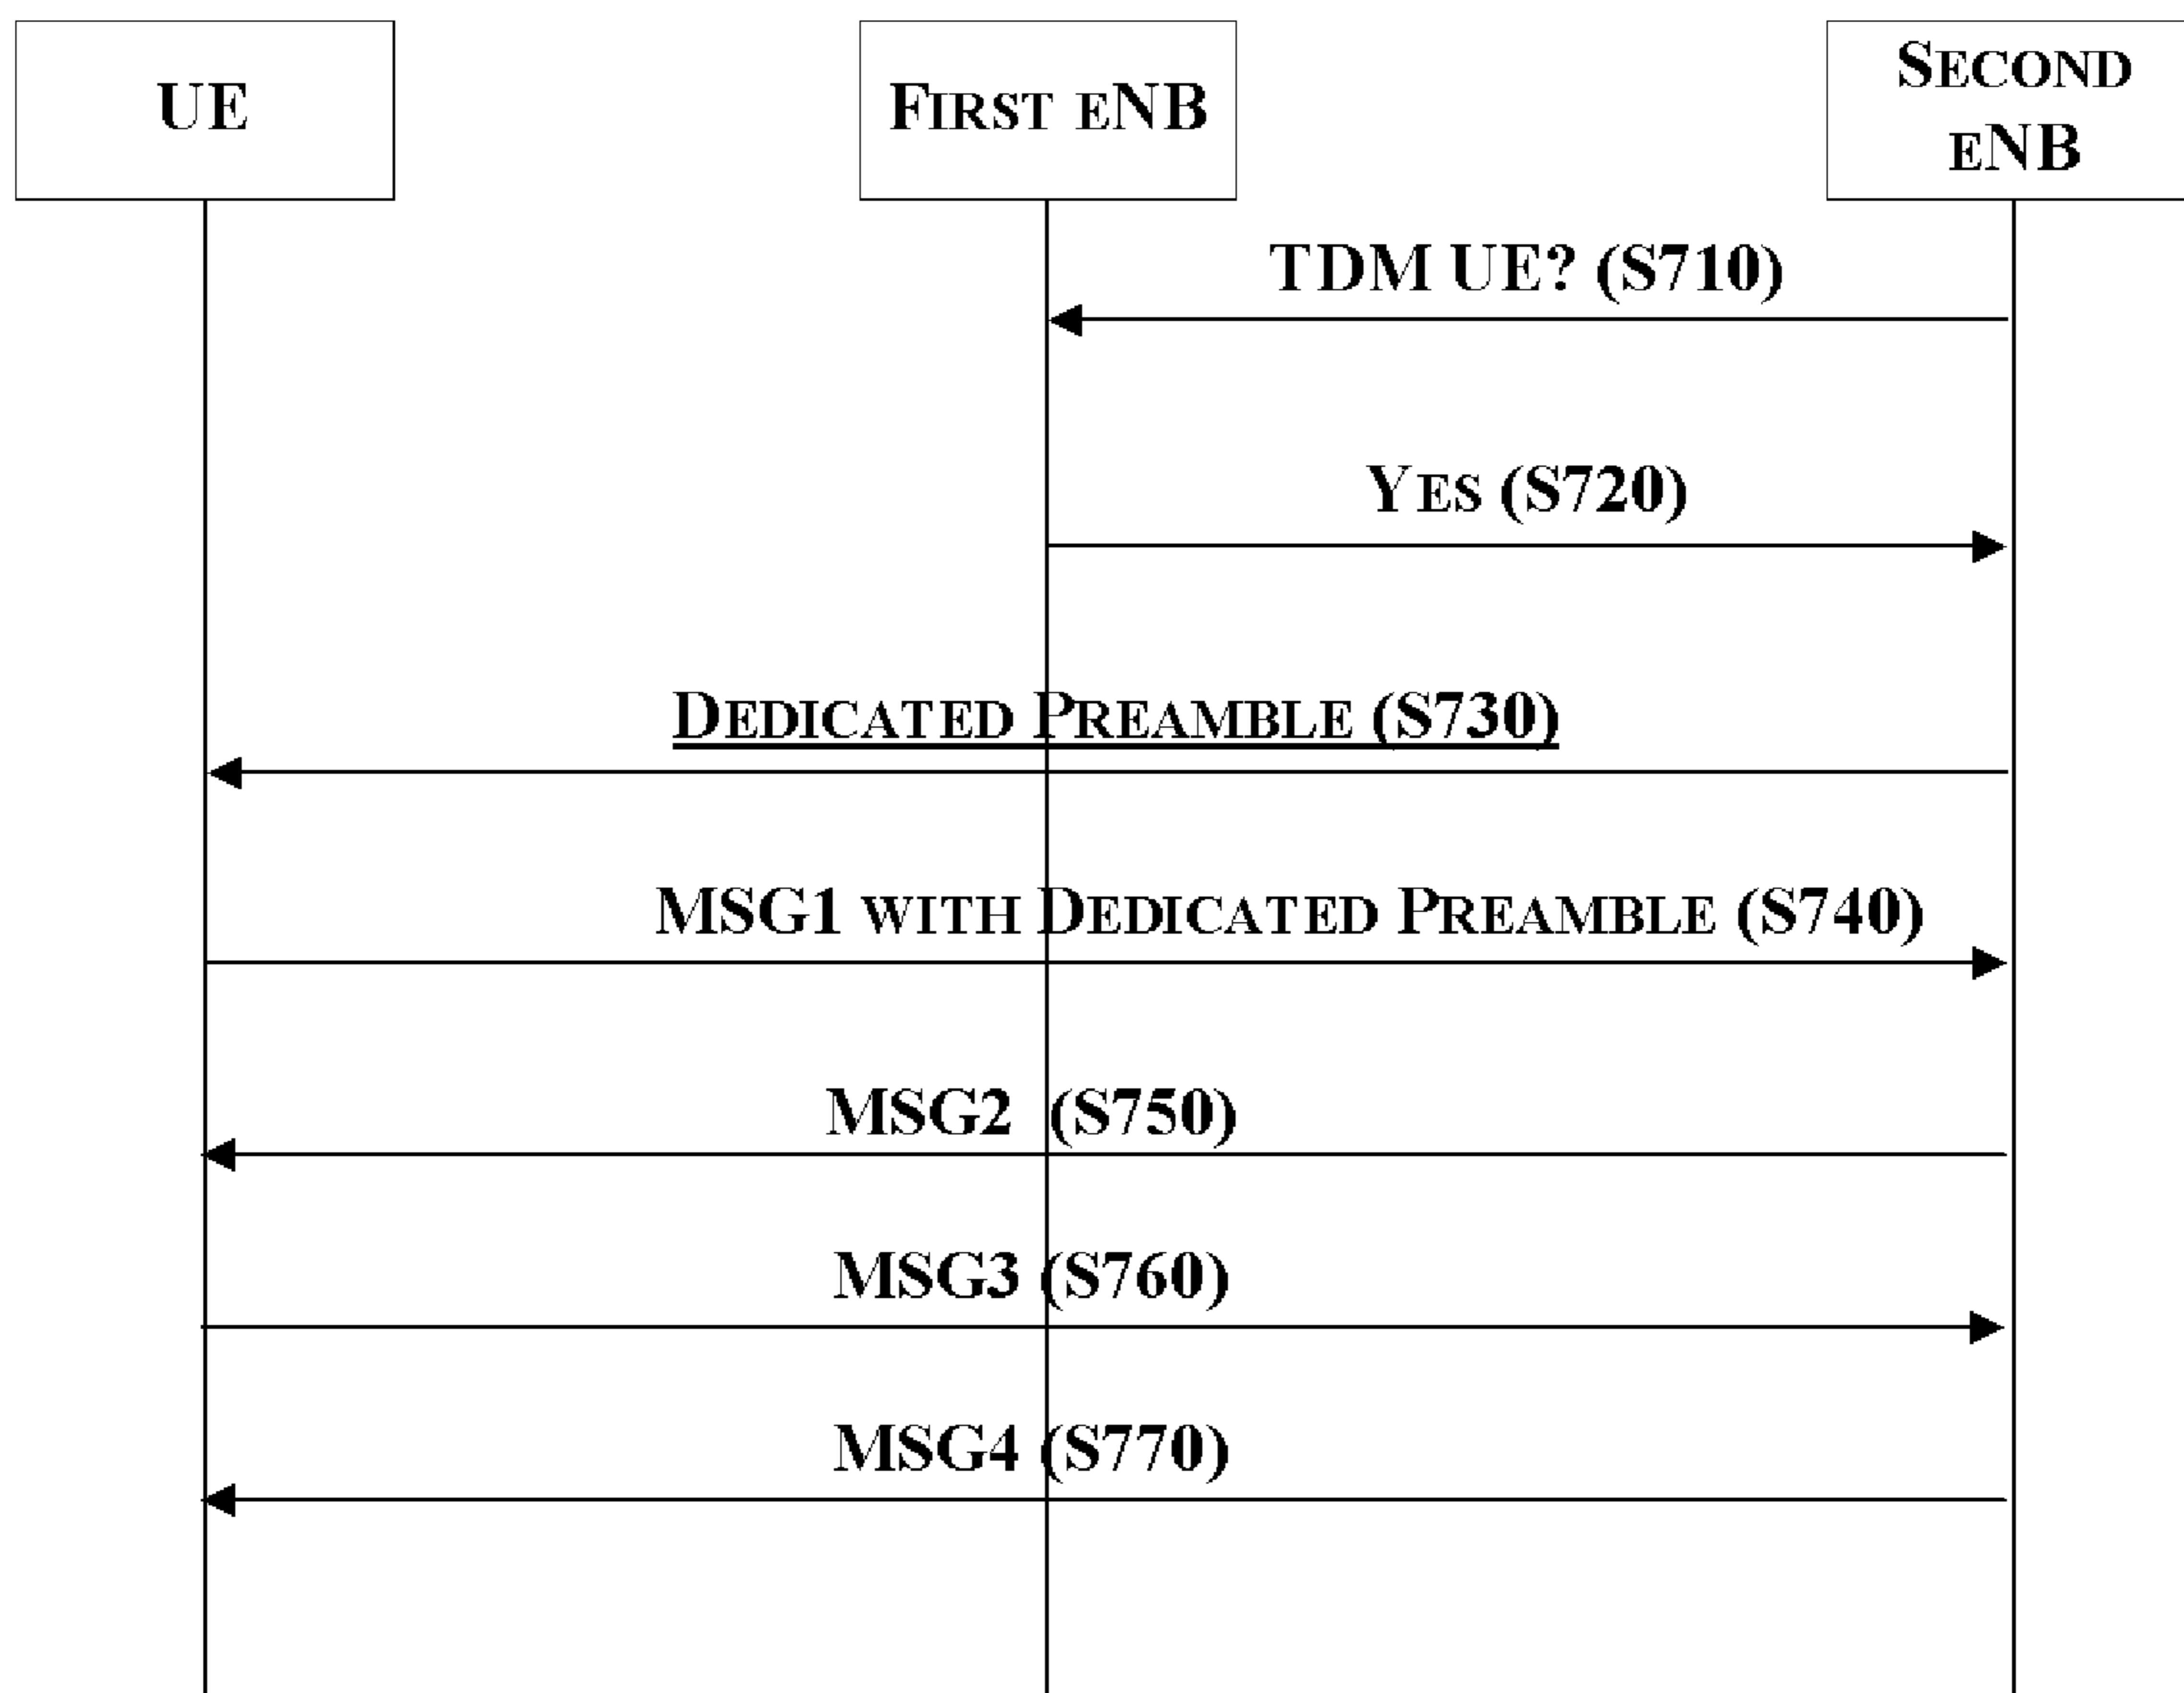 UE
FIRST eNB
SECOND
eNB
TDM UE? (S710)
YES (S720)
DEDICATED PREAMBLE (S730)
MSG1 WITH DEDICATED PREAMBLE (S740)
MSG2 (S750)
MSG3 (S760)
MSG4 (S770)